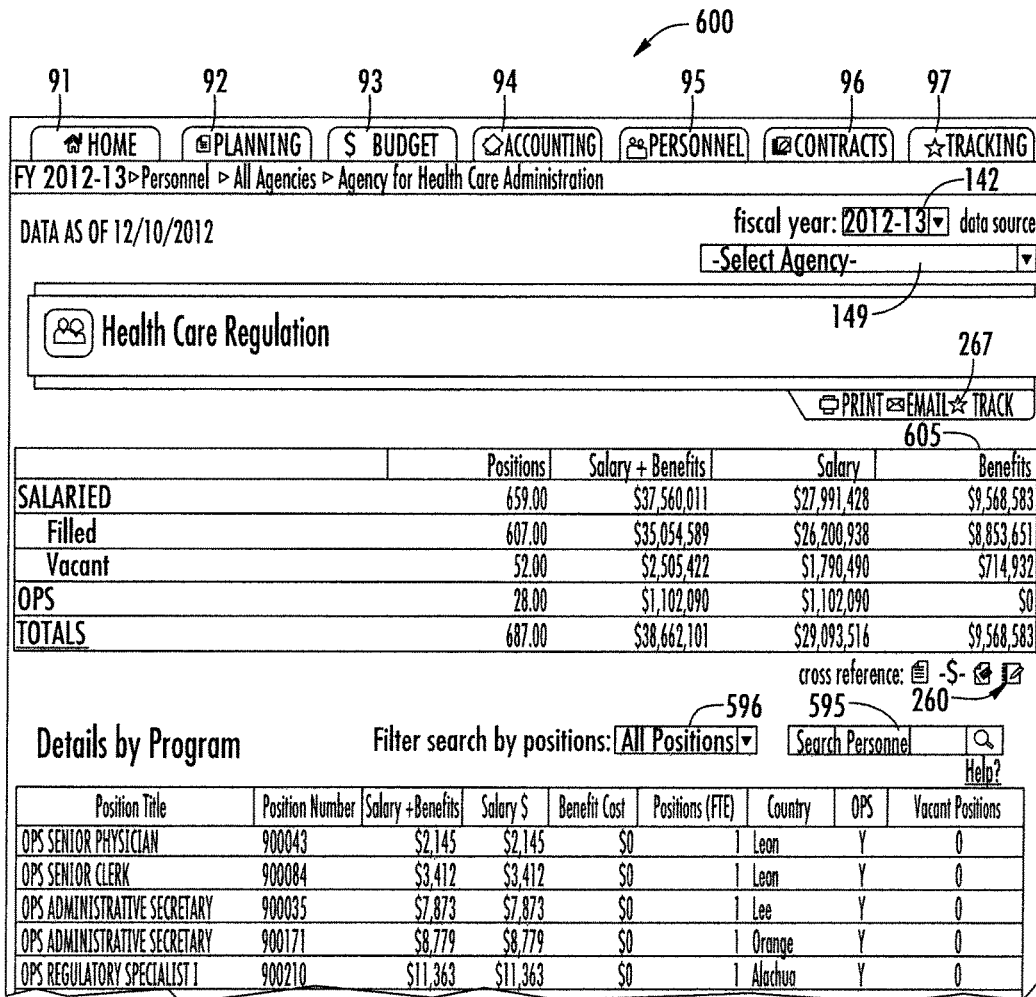 600
91 92 93 94 95 96 97
HOME PLANNING $ BUDGET ACCOUNTING PERSONNEL CONTRACTS ☆TRACKING
FY 2012-13▹Personnel ▹ All Agencies ▹ Agency for Health Care Administration
142
DATA AS OF 12/10/2012 fiscal year: 2012-13▾ data source
-Select Agency- ▾
149
Health Care Regulation
267
PRINT EMAIL☆ TRACK
605
Positions Salary + Benefits Salary Benefits
SALARIED 659.00 $37,560,011 $27,991,428 $9,568,583
Filled 607.00 $35,054,589 $26,200,938 $8,853,651
Vacant 52.00 $2,505,422 $1,790,490 $714,932
OPS 28.00 $1,102,090 $1,102,090 $0
TOTALS 687.00 $38,662,101 $29,093,516 $9,568,583
cross reference: -$-
596 595 260
Details by Program Filter search by positions: All Positions▾ Search Personnel
Help?
Position Title Position Number Salary +Benefits Salary $ Benefit Cost Positions (FTE) Country OPS Vacant Positions
OPS SENIOR PHYSICIAN 900043 $2,145 $2,145 $0 1 Leon Y 0
OPS SENIOR CLERK 900084 $3,412 $3,412 $0 1 Leon Y 0
OPS ADMINISTRATIVE SECRETARY 900035 $7,873 $7,873 $0 1 Lee Y 0
OPS ADMINISTRATIVE SECRETARY 900171 $8,779 $8,779 $0 1 Orange Y 0
OPS REGULATORY SPECIALIST I 900210 $11,363 $11,363 $0 1 Alachua Y 0